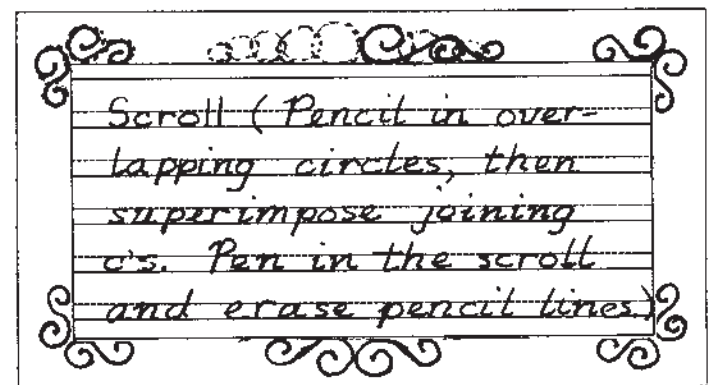 Scroll (Pencil in over-
lapping circles, then
superimpose joining
c's. Pen in the scroll
and erase pencil lines.)